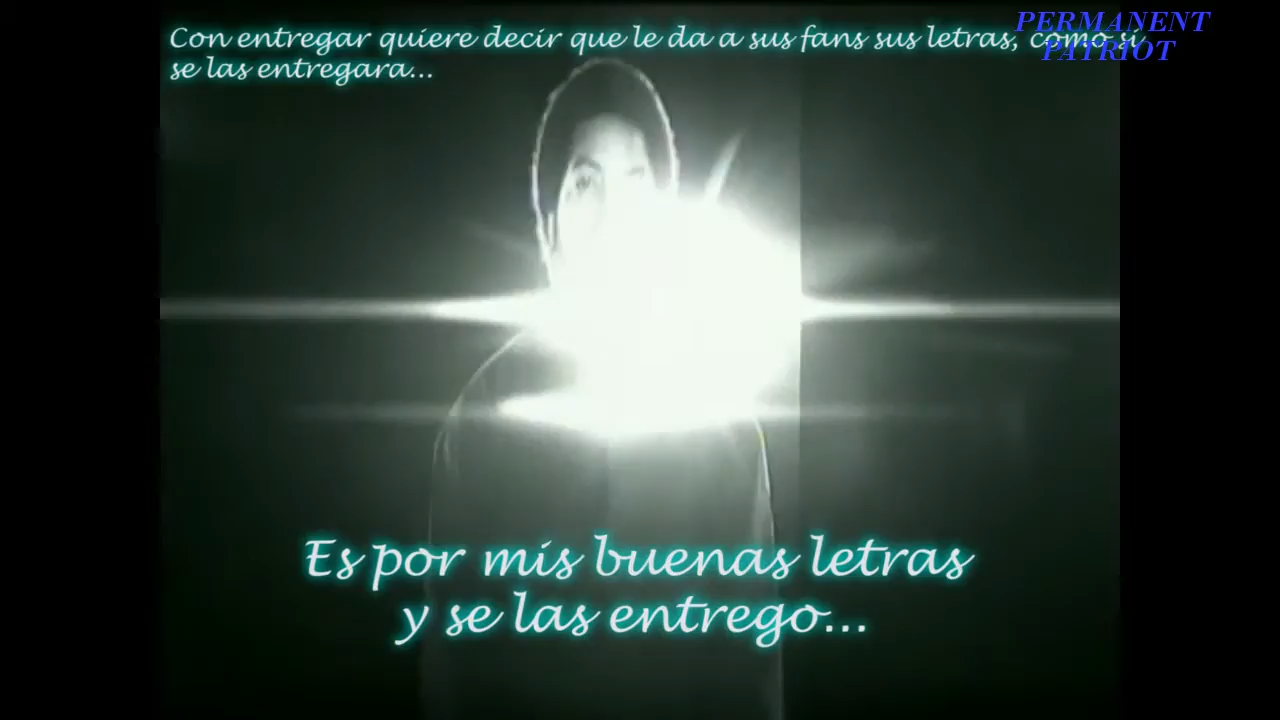 Con entregar quiere decir que le da a sus fans sus letras, como si
se las entregara...
PERMANENT
PATRIOT
Es por mis buenas letras
y se las entrego...